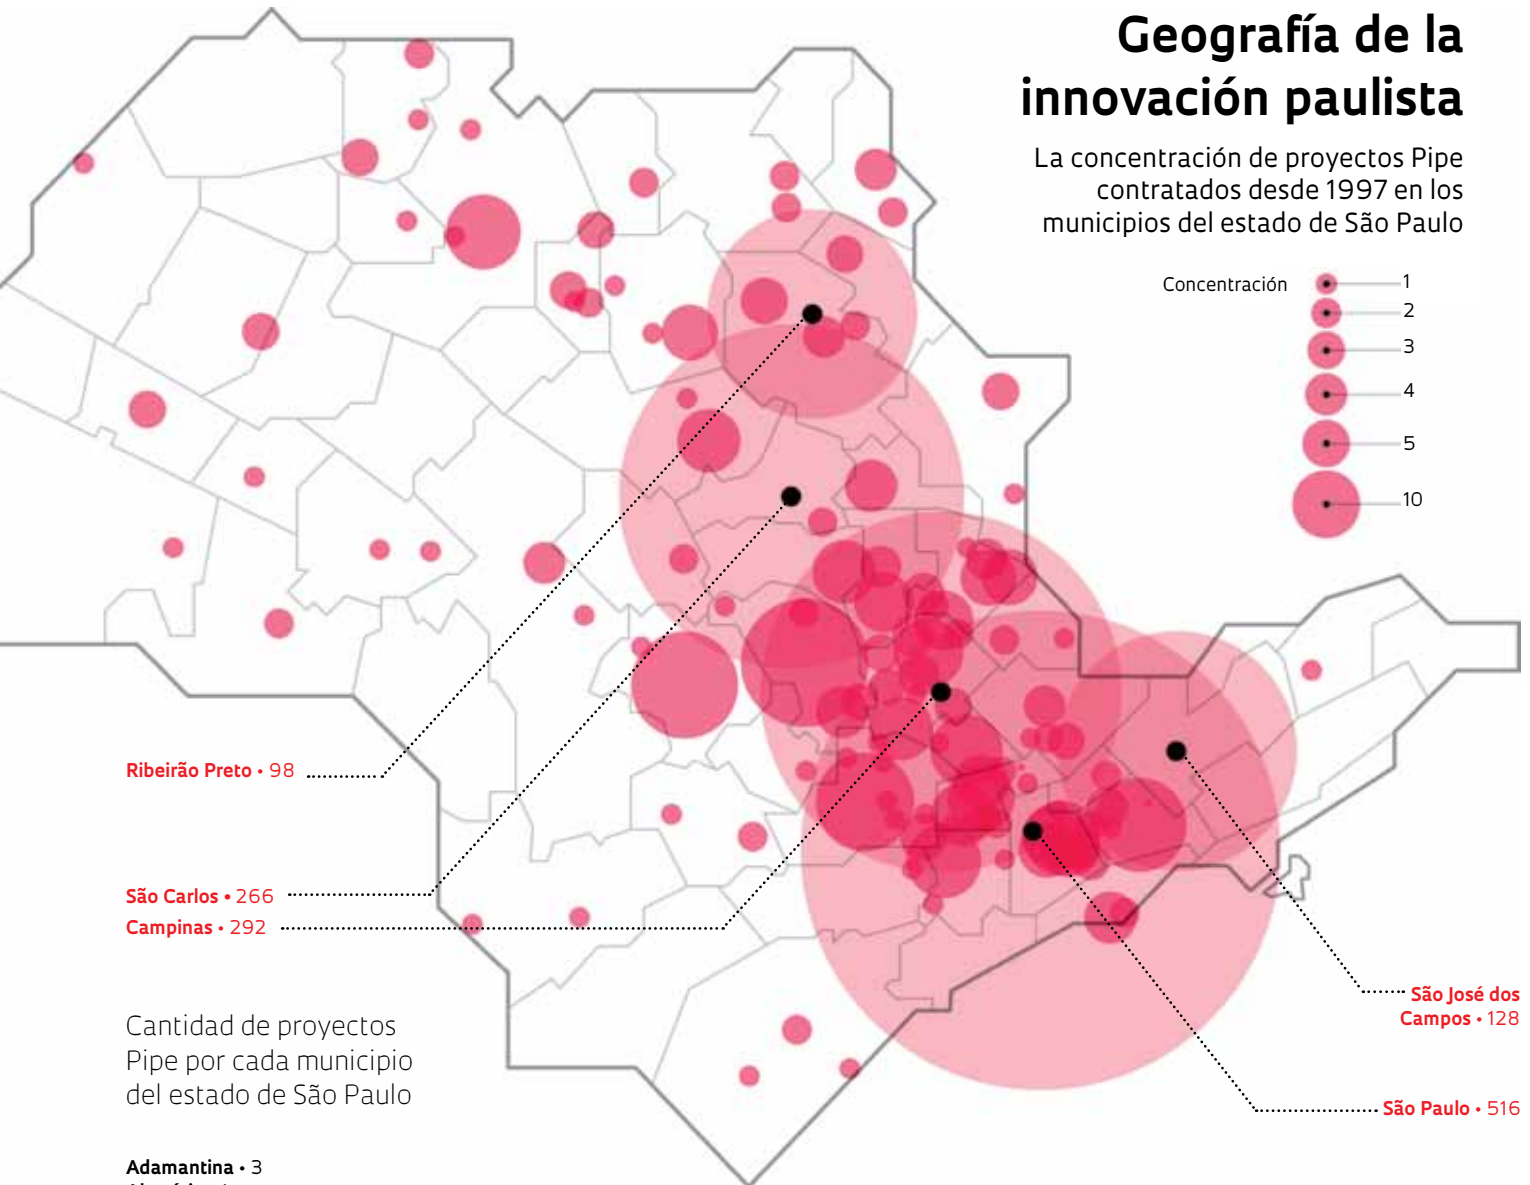 Geografía de la
innovación paulista
La concentración de proyectos Pipe
contratados desde 1997 en los
municipios del estado de São Paulo
Concentración
1
2
3
4
5
10
Ribeirão Preto • 98
São Carlos • 266
Campinas • 292
São José dos
Campos • 128
São Paulo • 516
Cantidad de proyectos
Pipe por cada municipio
del estado de São Paulo
Adamantina • 3